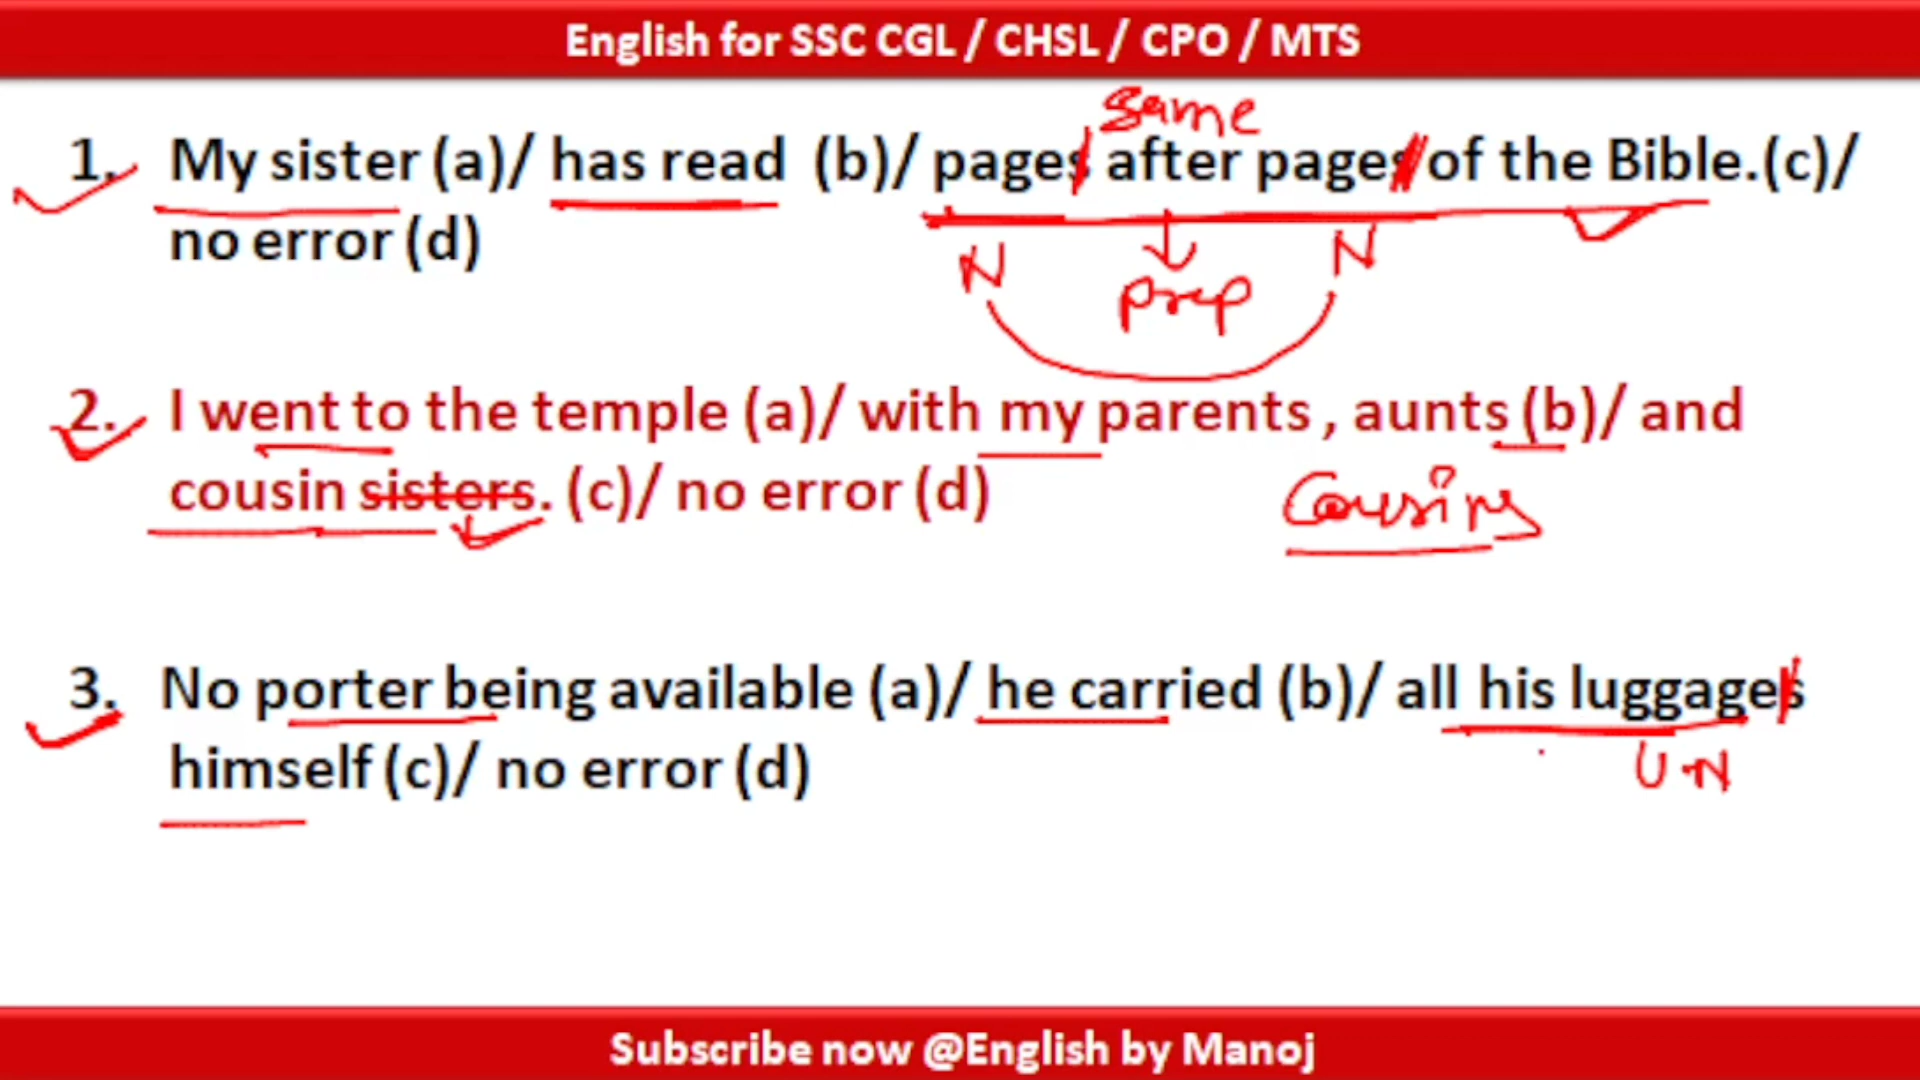 English for SSC CGL / CHSL / CPO / MTS
same
1. My sister (a)/ has read (b)/ pages after pages of the Bible.(c)/
no error (d)
N N
prep
2. I went to the temple (a)/ with my parents , aunts (b)/ and
cousin sisters. (c)/ no error (d)
Cousins
3. No porter being available (a)/ he carried (b)/ all his luggages
himself (c)/ no error (d)
U.N
Subscribe now @English by Manoj